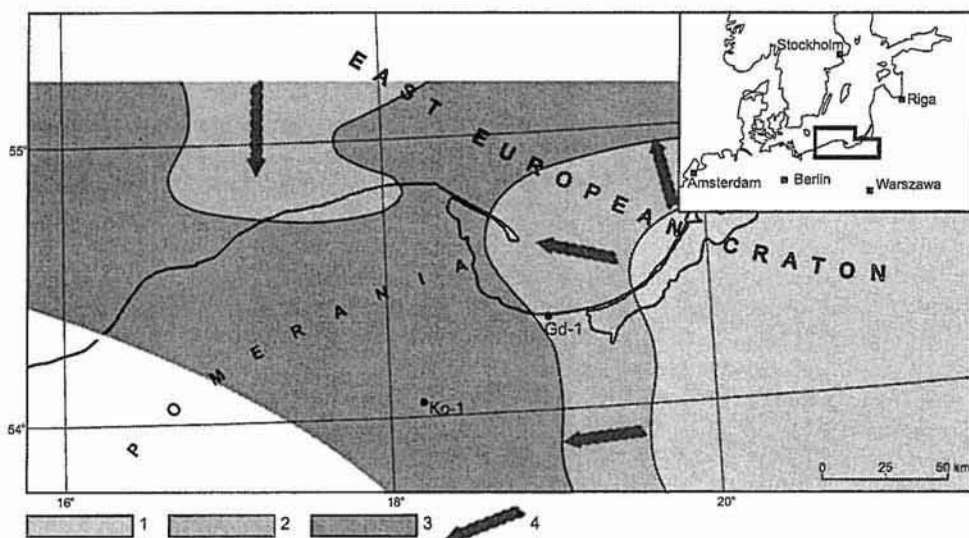 EAST EUROPEAN CRATON
POMERANIA
Stockholm
Riga
Amsterdam
Berlin
Warszawa
55
54
Gd-1
Ko-1
0 25 50 km
16° 18° 20°
1 2 3 4